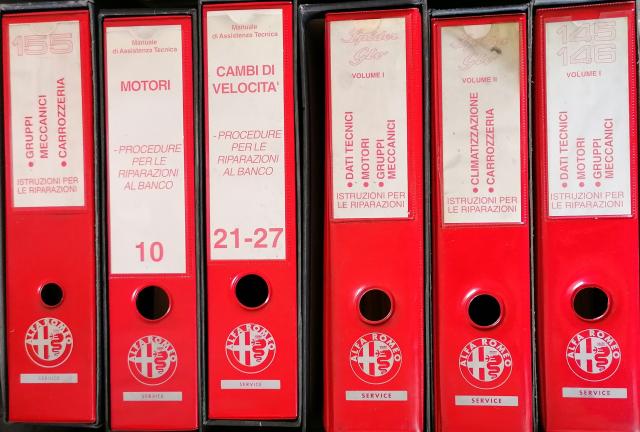 155
• GRUPPI
MECCANICI
• CARROZZERIA
ISTRUZIONI PER
LE RIPARAZIONI
ALFA ROMEO
SERVICE
Manuale
di Assistenza Tecnica
MOTORI
-PROCEDURE
PER LE
RIPARAZIONI
AL BANCO
10
ALFA ROMEO
SERVICE
Manuale
di Assistenza Tecnica
CAMBI DI
VELOCITA'
-PROCEDURE
PER LE
RIPARAZIONI
AL BANCO
21-27
ALFA ROMEO
SERVICE
Spider
Gtv
VOLUME I
• DATI TECNICI
• MOTORI
• GRUPPI
MECCANICI
ISTRUZIONI PER
LE RIPARAZIONI
ALFA ROMEO
SERVICE
Spider
Gtv
VOLUME II
• CLIMATIZZAZIONE
• CARROZZERIA
ISTRUZIONI PER
LE RIPARAZIONI
ALFA ROMEO
SERVICE
145
146
VOLUME I
• DATI TECNICI
• MOTORI
• GRUPPI
MECCANICI
ISTRUZIONI PER
LE RIPARAZIONI
ALFA ROMEO
SERVICE